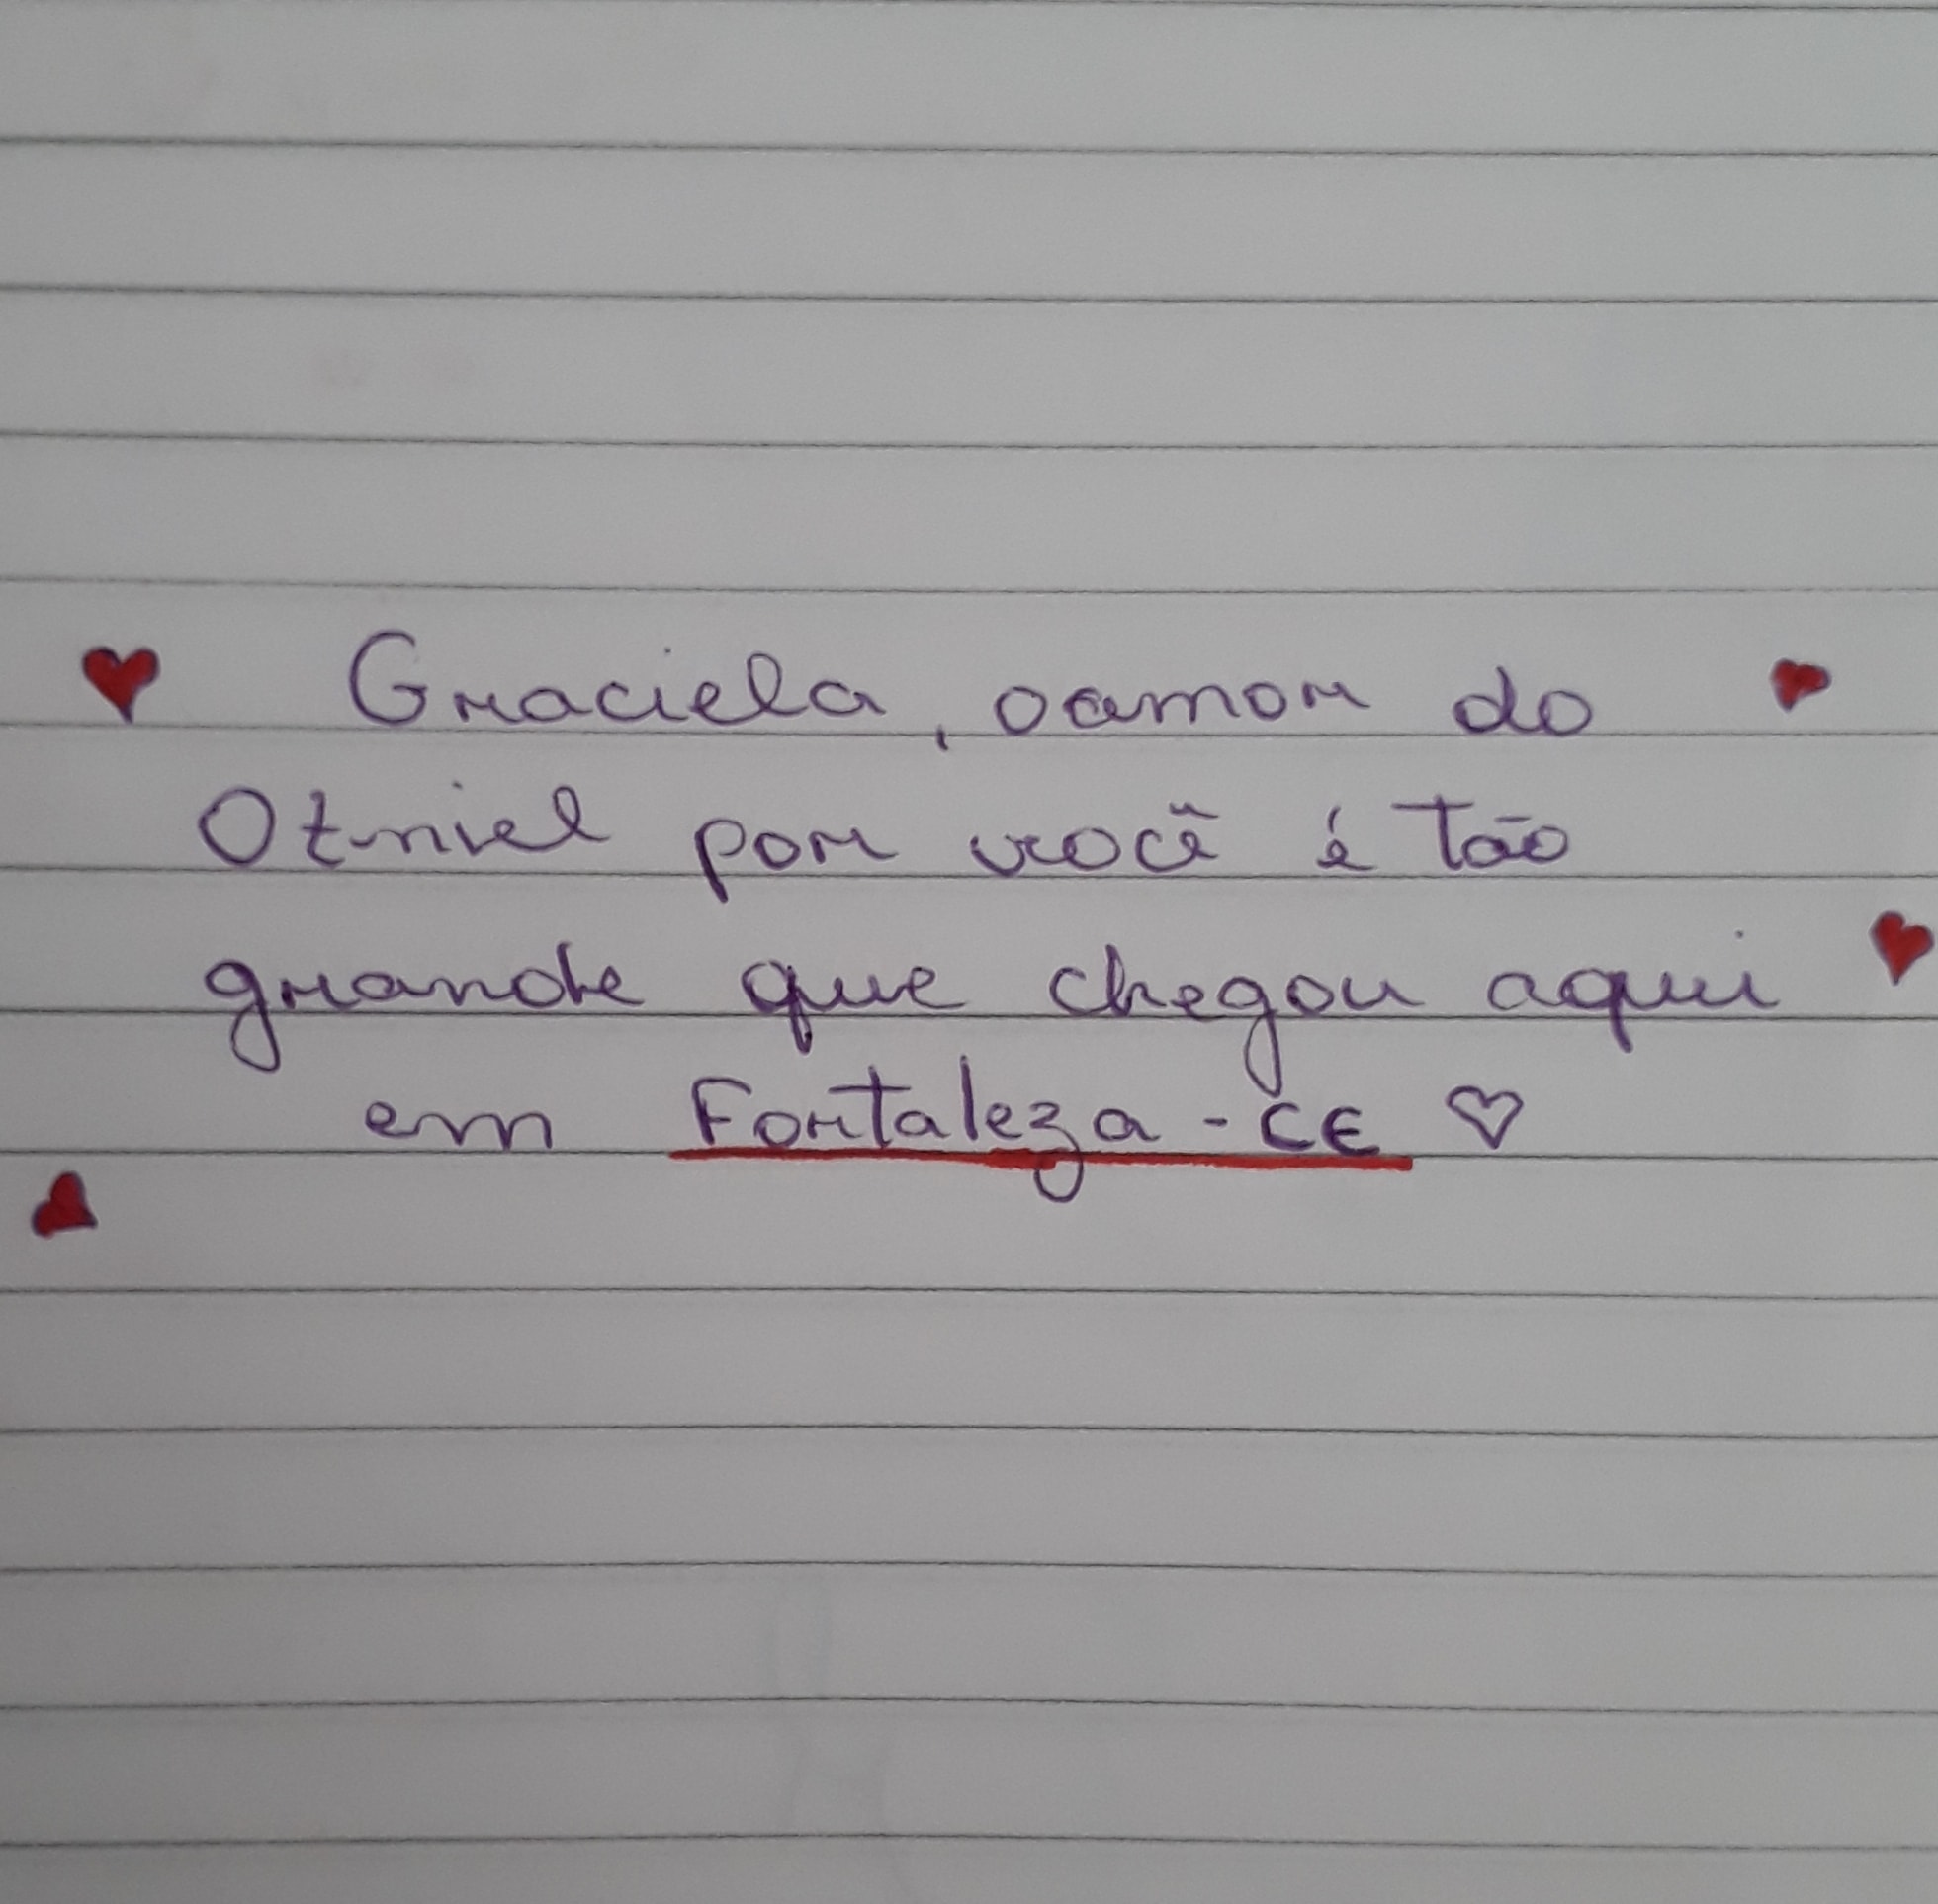 Graciela, o amor do
Otniel por você é tão
grande que chegou aqui
em Fortaleza - CE ♡